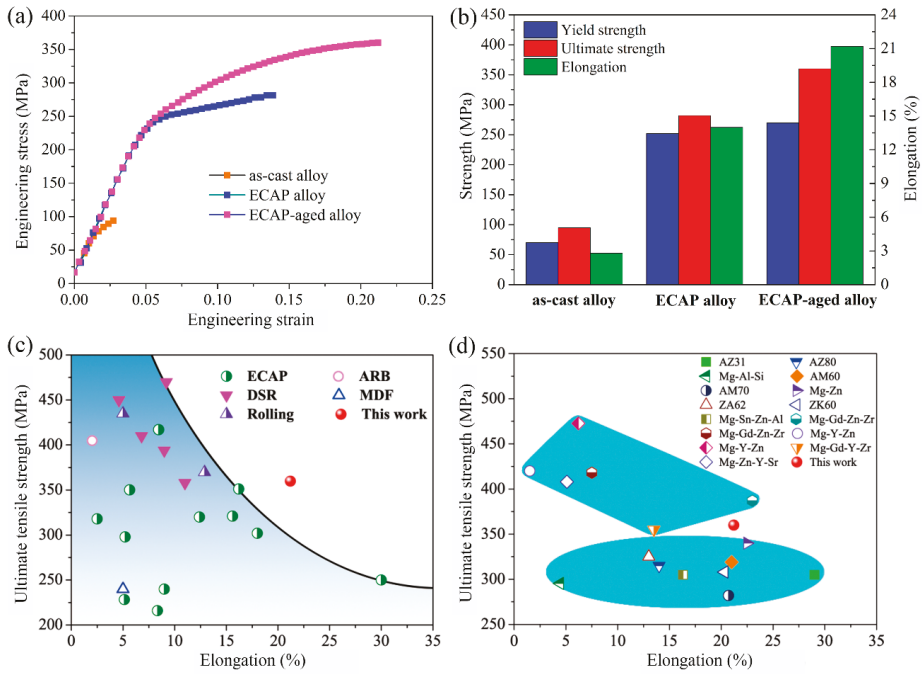 (a)
400
350
300
250
200
150
100
50
0
Engineering stress (MPa)
as-cast alloy
ECAP alloy
ECAP-aged alloy
0.00 0.05 0.10 0.15 0.20 0.25
Engineering strain
(b)
450
400
350
300
250
200
150
100
50
0
Strength (MPa)
Yield strength
Ultimate strength
Elongation
24
21
18
15
12
9
6
3
0
Elongation (%)
as-cast alloy ECAP alloy ECAP-aged alloy
(c)
500
450
400
350
300
250
200
Ultimate tensile strength (MPa)
ECAP ARB
DSR MDF
Rolling This work
0 5 10 15 20 25 30 35
Elongation (%)
(d)
550
500
450
400
350
300
250
Ultimate tensile strength (MPa)
AZ31 AZ80
Mg-Al-Si AM60
AM70 Mg-Zn
ZA62 ZK60
Mg-Sn-Zn-Al Mg-Gd-Zn-Zr
Mg-Gd-Zn-Zr Mg-Y-Zn
Mg-Y-Zn Mg-Gd-Y-Zr
Mg-Zn-Y-Sr This work
0 5 10 15 20 25 30 35
Elongation (%)